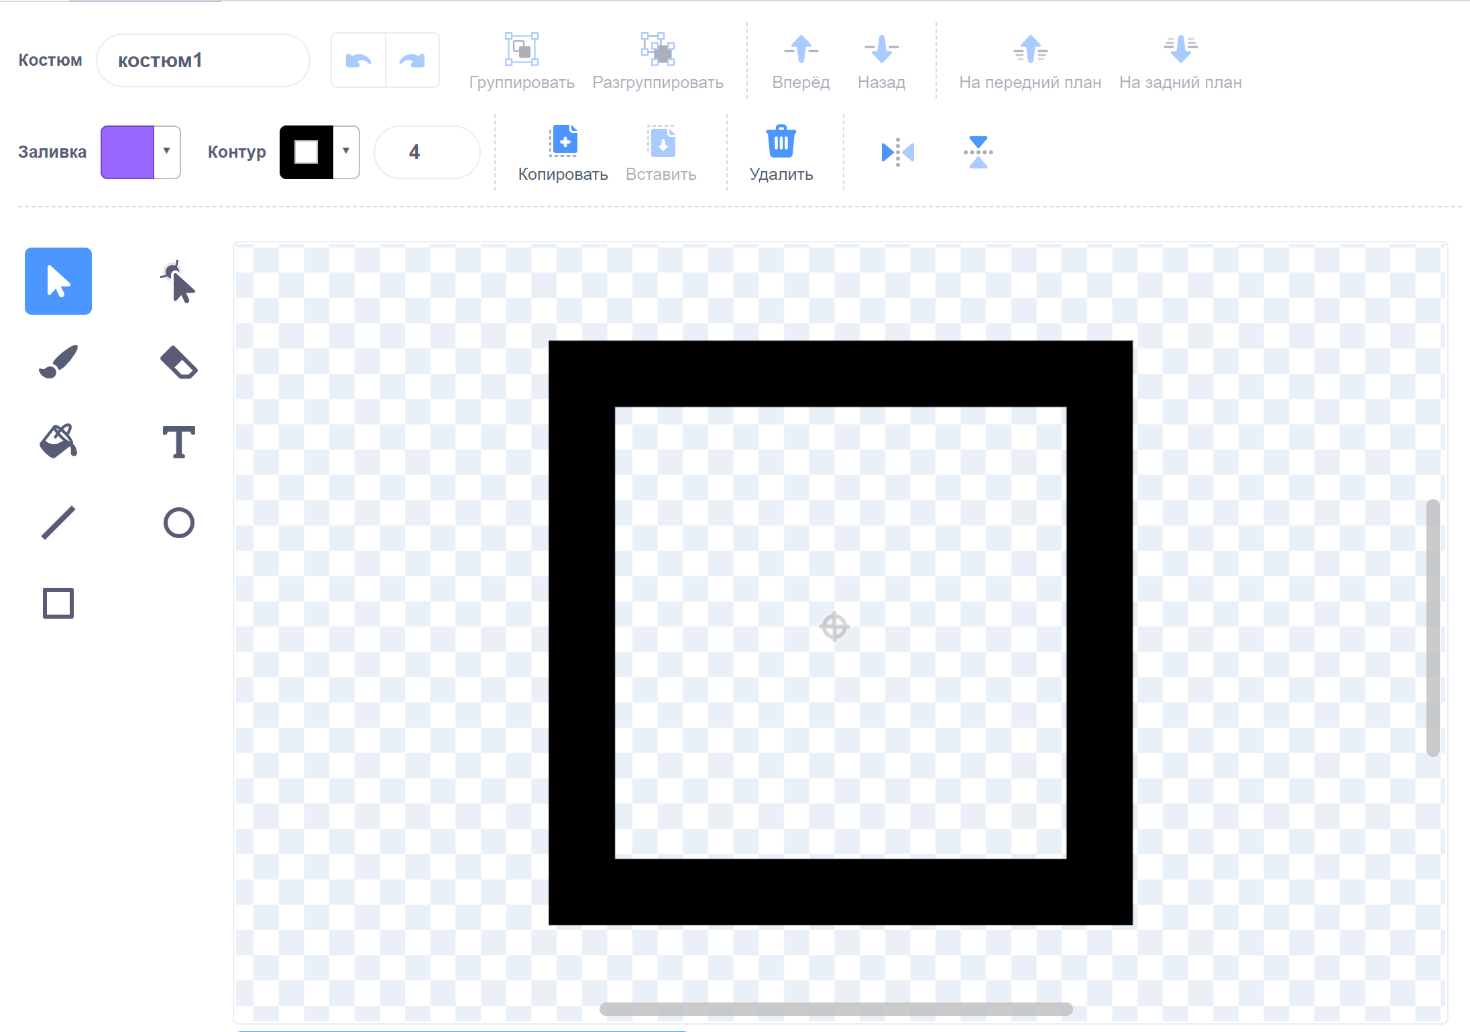 Костюм костюм1
Группировать Разгруппировать Вперёд Назад На передний план На задний план
Заливка Контур 4
Копировать Вставить Удалить